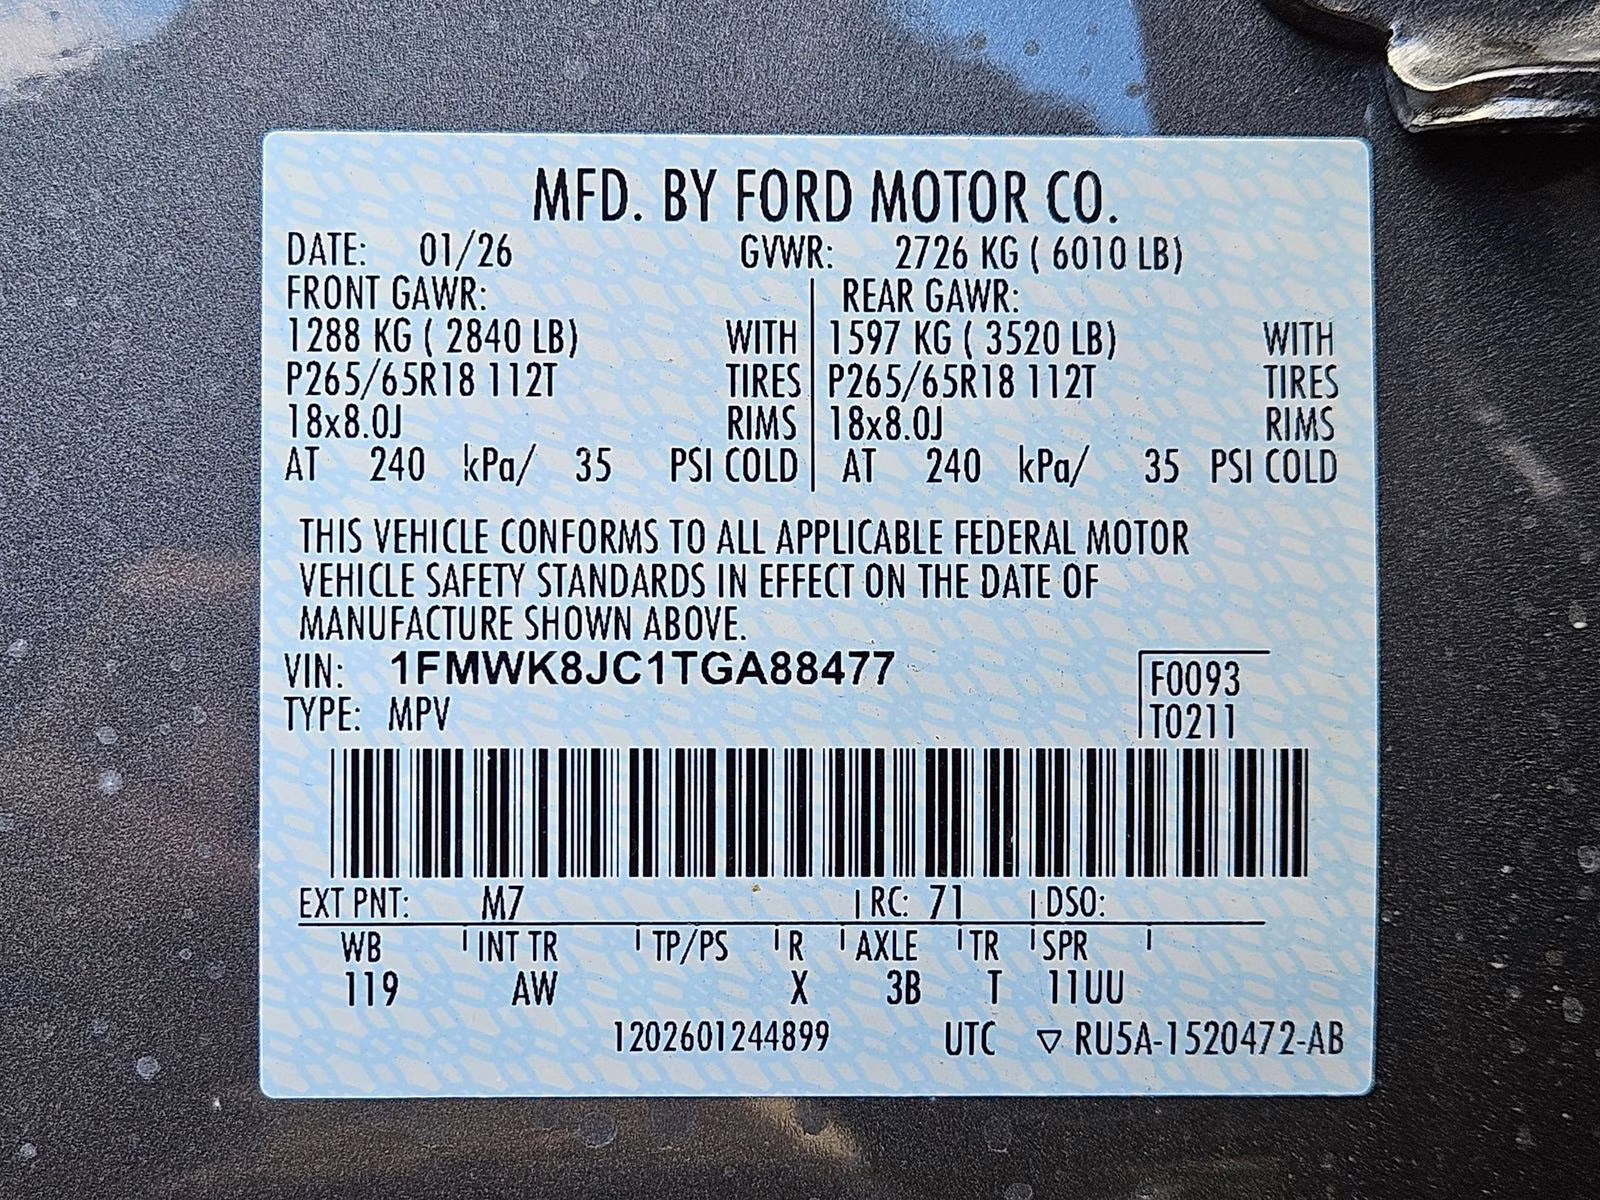 MFD. BY FORD MOTOR CO.
DATE: 01/26 GVWR: 2726 KG ( 6010 LB)
FRONT GAWR: REAR GAWR:
1288 KG ( 2840 LB) WITH 1597 KG ( 3520 LB) WITH
P265/65R18 112T TIRES P265/65R18 112T TIRES
18x8.0J RIMS 18x8.0J RIMS
AT 240 kPa/ 35 PSI COLD AT 240 kPa/ 35 PSI COLD
THIS VEHICLE CONFORMS TO ALL APPLICABLE FEDERAL MOTOR
VEHICLE SAFETY STANDARDS IN EFFECT ON THE DATE OF
MANUFACTURE SHOWN ABOVE.
VIN: 1FMWK8JC1TGA88477 F0093
TYPE: MPV T0211
EXT PNT: M7 RC: 71 DSO:
WB INT TR TP/PS R AXLE TR SPR
119 AW X 3B T 11UU
1202601244899 UTC ▽ RU5A-1520472-AB